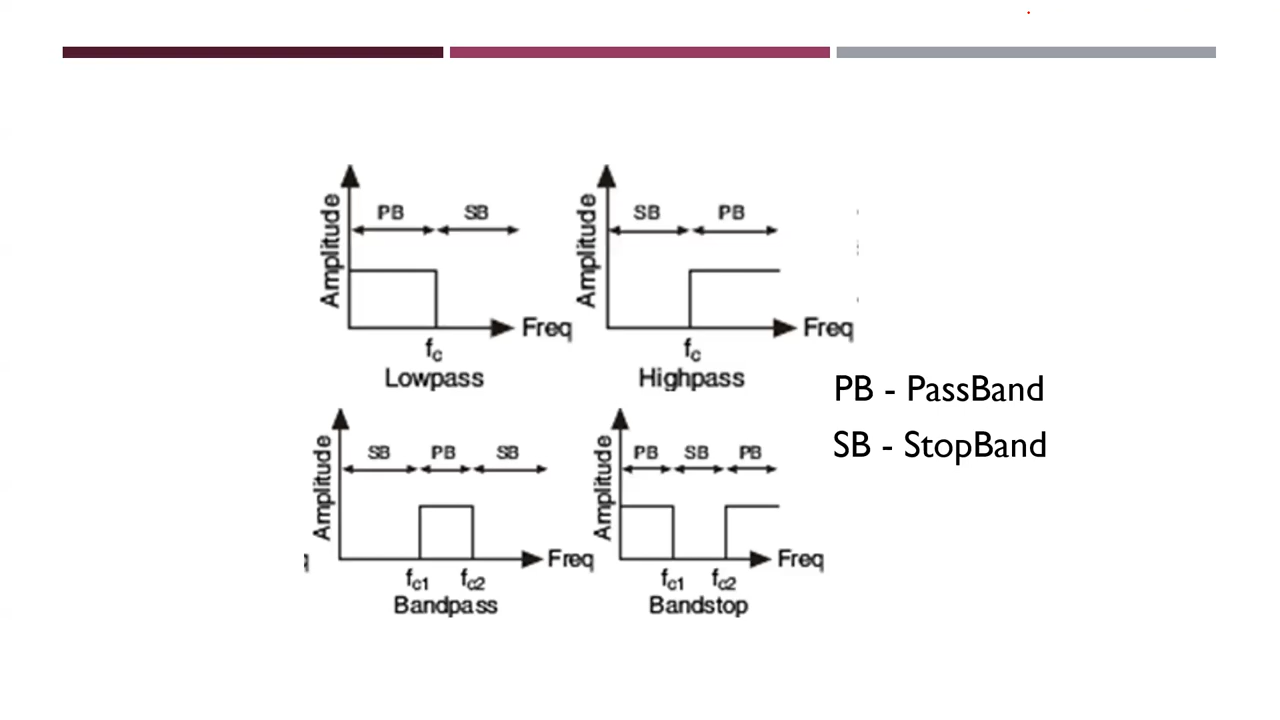 Amplitude
PB SB
Freq
fc
Lowpass
Amplitude
SB PB
Freq
fc
Highpass
PB - PassBand
SB - StopBand
Amplitude
SB PB SB
Freq
fc1 fc2
Bandpass
Amplitude
PB SB PB
Freq
fc1 fc2
Bandstop